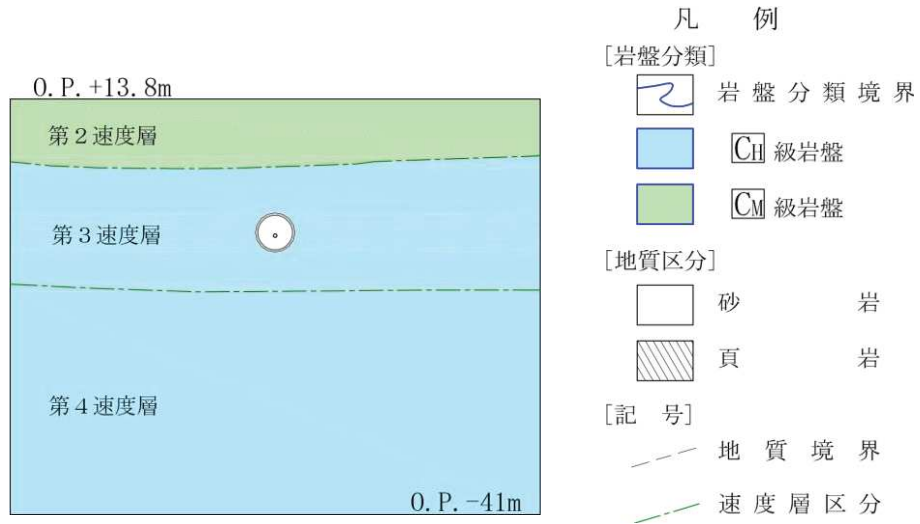 O.P.+13.8m
第2速度層
第3速度層
第4速度層
O.P.-41m
凡 例
[岩盤分類]
岩盤分類境界
CH 級岩盤
CM 級岩盤
[地質区分]
砂 岩
頁 岩
[記 号]
地質境界
速度層区分